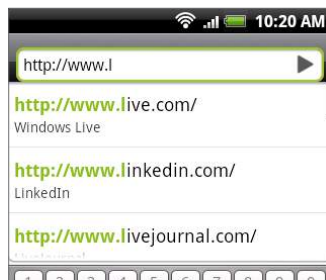 10:20 AM
http://www.l
http://www.live.com/
Windows Live
http://www.linkedin.com/
LinkedIn
http://www.livejournal.com/
LiveJournal